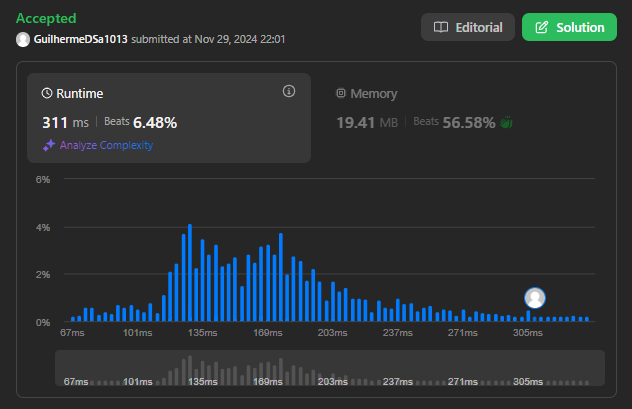 Accepted
GuilhermeDSa1013 submitted at Nov 29, 2024 22:01
Editorial
Solution
Runtime
311 ms | Beats 6.48%
Analyze Complexity
Memory
19.41 MB | Beats 56.58%
6%
4%
2%
0%
67ms 101ms 135ms 169ms 203ms 237ms 271ms 305ms
67ms 101ms 135ms 169ms 203ms 237ms 271ms 305ms